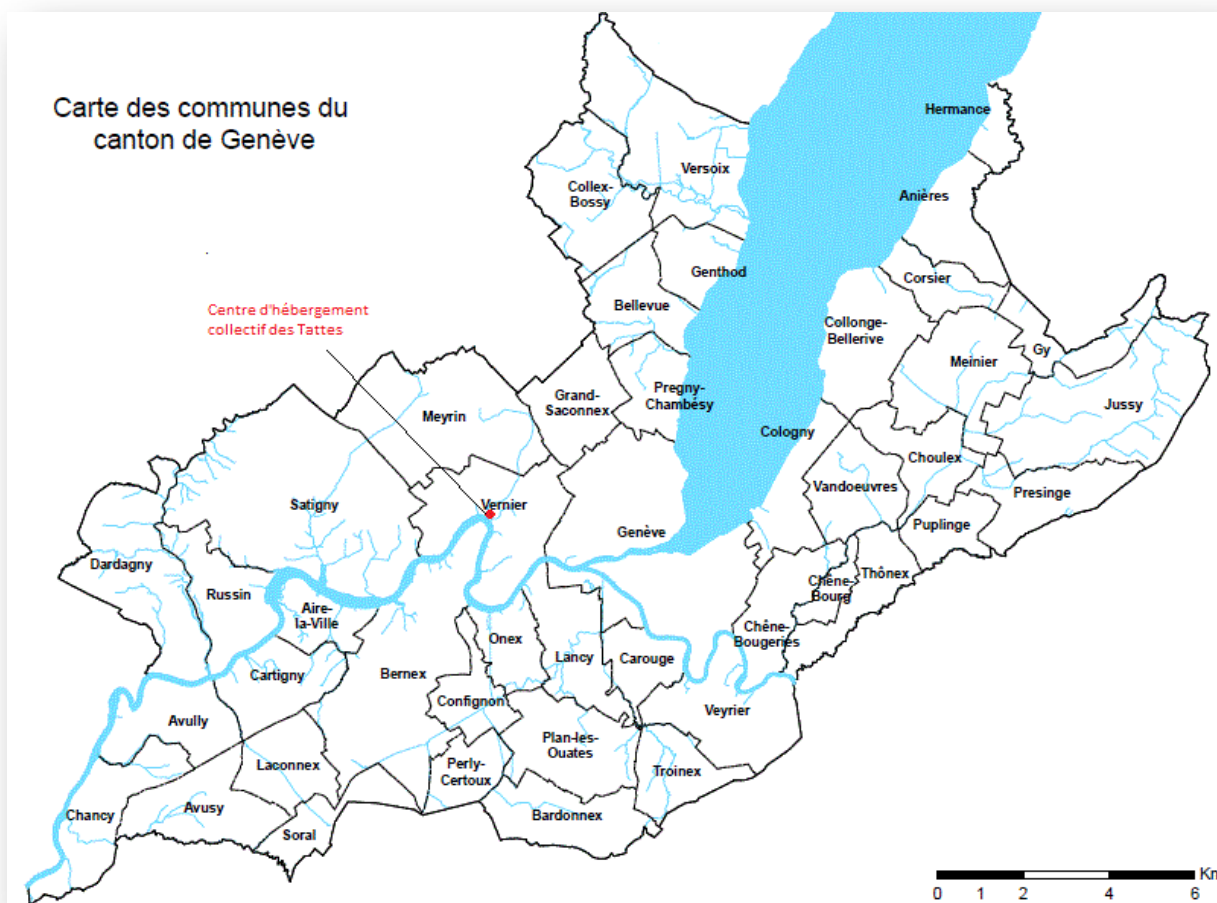 Carte des communes du
canton de Genève
Hermance
Versoix
Collex-
Bossy
Anières
Genthod
Corsier
Bellevue
Centre d'hébergement
collectif des Tattes
Collonge-
Bellerive
Gy
Meinier
Grand-
Saconnex
Pregny-
Chambésy
Jussy
Meyrin
Cologny
Choulex
Vandoeuvres
Presinge
Satigny
Vernier
Puplinge
Genève
Dardagny
Thônex
Chêne-
Bourg
Russin
Aire-
la-Ville
Chêne-
Bougeries
Onex
Lancy
Carouge
Cartigny
Bernex
Confignon
Veyrier
Avully
Plan-les-
Ouates
Laconnex
Perly-
Certoux
Troinex
Avusy
Chancy
Bardonnex
Soral
Km
0 1 2 4 6